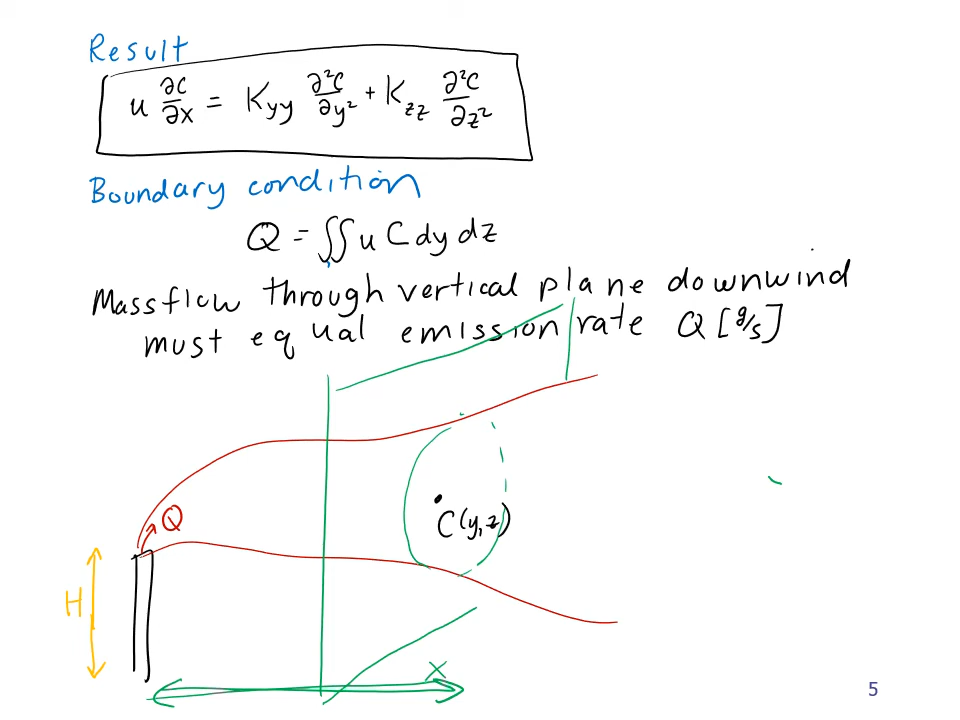 Result
u ∂C/∂x = Kyy ∂²C/∂y² + Kzz ∂²C/∂z²
Boundary condition
Q = ∬ u C dy dz
Massflow through vertical plane downwind
must equal emission rate Q [g/s]
Q
C(y,z)
H
X
5